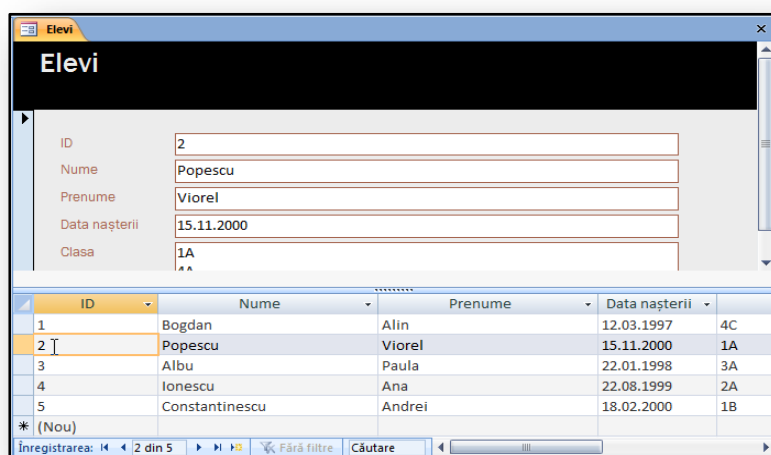 Elevi
Elevi
ID 2
Nume Popescu
Prenume Viorel
Data nașterii 15.11.2000
Clasa 1A
ID Nume Prenume Data nașterii
1 Bogdan Alin 12.03.1997 4C
2 Popescu Viorel 15.11.2000 1A
3 Albu Paula 22.01.1998 3A
4 Ionescu Ana 22.08.1999 2A
5 Constantinescu Andrei 18.02.2000 1B
(Nou)
Înregistrarea: 2 din 5 Fără filtre Căutare